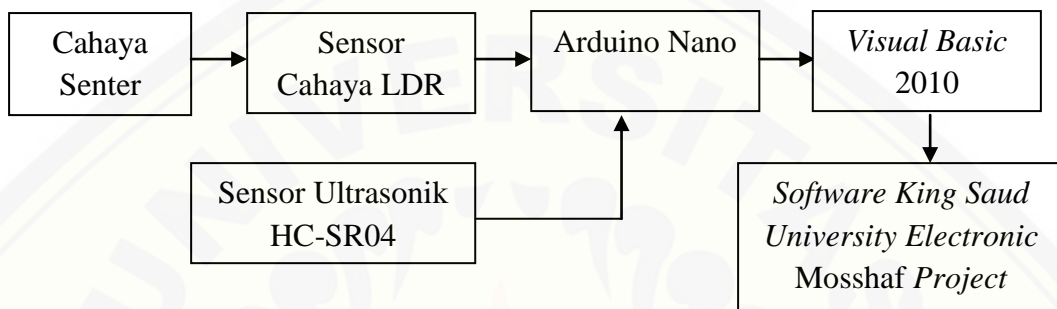 Cahaya
Senter
Sensor
Cahaya LDR
Arduino Nano
Visual Basic
2010
Sensor Ultrasonik
HC-SR04
Software King Saud
University Electronic
Mosshaf Project
UNIVERSITA